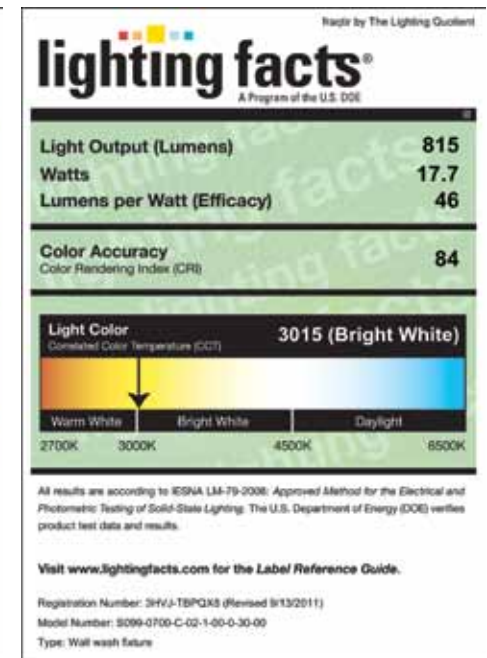 fraqtir by The Lighting Quotient
lighting facts®
A Program of the U.S. DOE
Light Output (Lumens) 815
Watts 17.7
Lumens per Watt (Efficacy) 46
Color Accuracy
Color Rendering Index (CRI) 84
Light Color
Correlated Color Temperature (CCT) 3015 (Bright White)
Warm White Bright White Daylight
2700K 3000K 4500K 6500K
All results are according to IESNA LM-79-2008: Approved Method for the Electrical and
Photometric Testing of Solid-State Lighting. The U.S. Department of Energy (DOE) verifies
product test data and results.
Visit www.lightingfacts.com for the Label Reference Guide.
Registration Number: 3HVJ-TBPQX8 (Revised 9/13/2011)
Model Number: S099-0700-C-02-1-00-0-30-00
Type: Wall wash fixture